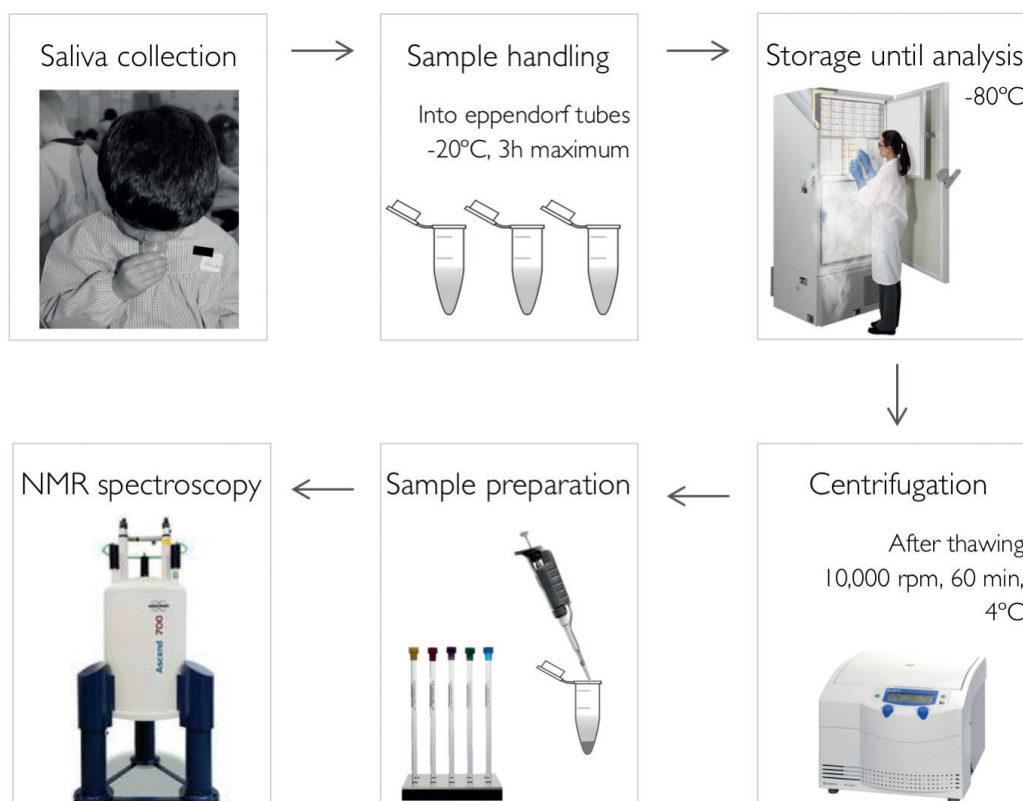 Saliva collection
Sample handling
Into eppendorf tubes
-20ºC, 3h maximum
Storage until analysis
-80ºC
NMR spectroscopy
Ascend 700
Sample preparation
Centrifugation
After thawing
10,000 rpm, 60 min,
4ºC